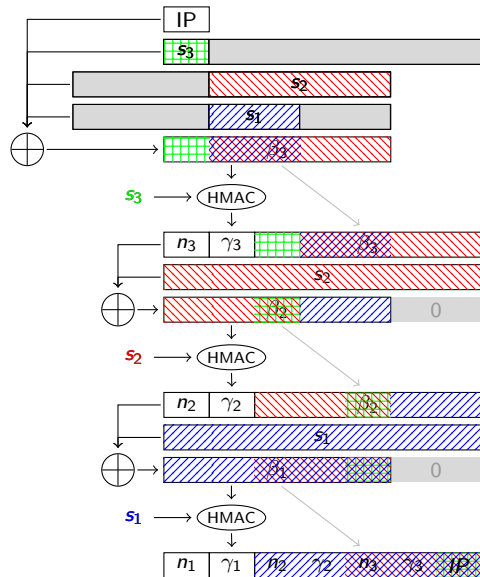 IP
s₃
s₂
s₁
β₃
s₃ HMAC
n₃ γ₃ β₃
s₂
β₂ 0
s₂ HMAC
n₂ γ₂ β₂
s₁
β₁ 0
s₁ HMAC
n₁ γ₁ n₂ γ₂ n₃ γ₃ IP